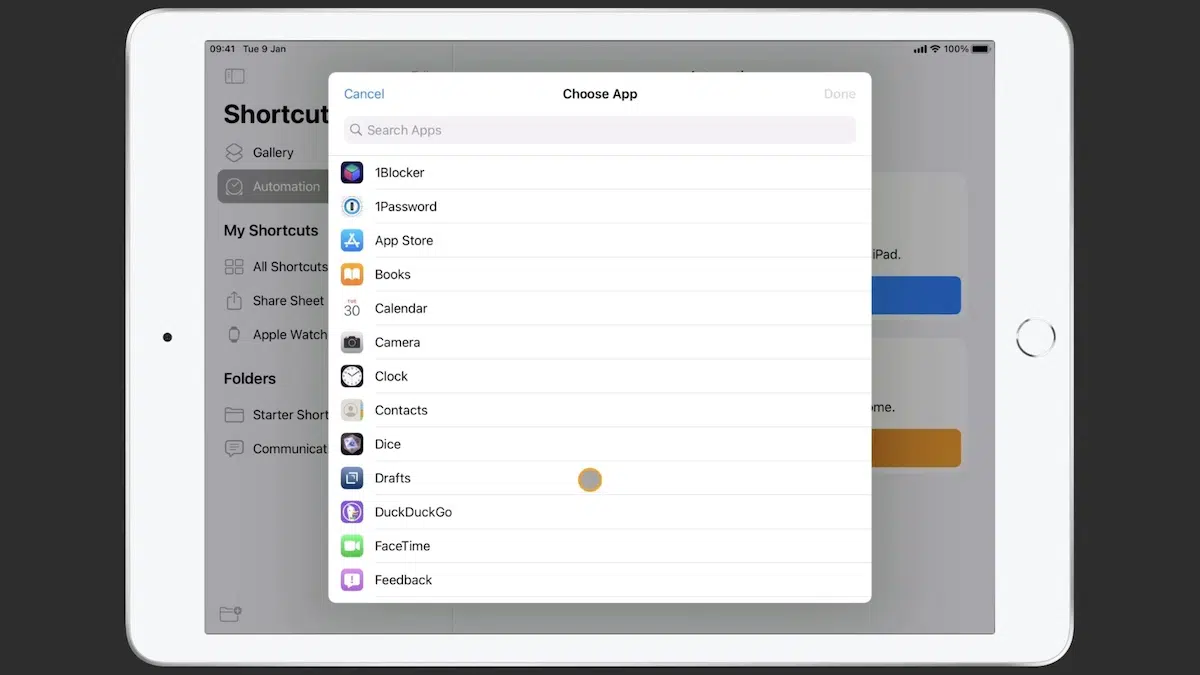 09:41 Tue 9 Jan
100%
Cancel
Choose App
Done
Search Apps
Shortcut
Gallery
Automation
My Shortcuts
All Shortcuts
Share Sheet
Apple Watch
Folders
Starter Short
Communicat
1Blocker
1Password
App Store
Books
TUE
30
Calendar
Camera
Clock
Contacts
Dice
Drafts
DuckDuckGo
FaceTime
Feedback
iPad.
ome.